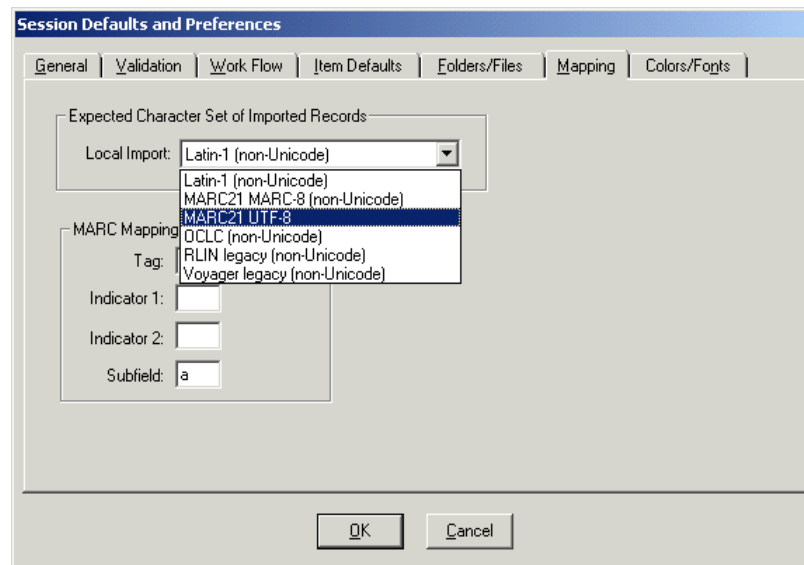 Session Defaults and Preferences
General Validation Work Flow Item Defaults Folders/Files Mapping Colors/Fonts
Expected Character Set of Imported Records
Local Import: Latin-1 (non-Unicode)
Latin-1 (non-Unicode)
MARC21 MARC-8 (non-Unicode)
MARC21 UTF-8
OCLC (non-Unicode)
RLIN legacy (non-Unicode)
Voyager legacy (non-Unicode)
MARC Mapping
Tag:
Indicator 1:
Indicator 2:
Subfield: a
OK Cancel